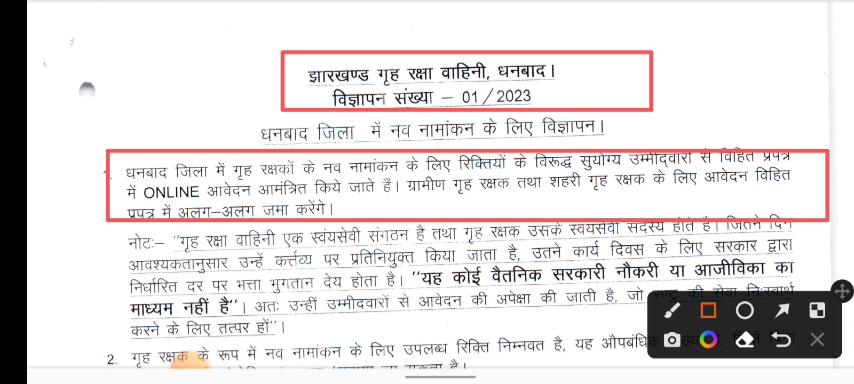 झारखण्ड गृह रक्षा वाहिनी, धनबाद।
विज्ञापन संख्या – 01/2023
धनबाद जिला में नव नामांकन के लिए विज्ञापन।
धनबाद जिला में गृह रक्षकों के नव नामांकन के लिए रिक्तियों के विरूद्ध सुयोग्य उम्मीदवारों से विहित प्रपत्र
में ONLINE आवेदन आमंत्रित किये जाते हैं। ग्रामीण गृह रक्षक तथा शहरी गृह रक्षक के लिए आवेदन विहित
प्रपत्र में अलग–अलग जमा करेंगे।
नोटः– "गृह रक्षा वाहिनी एक स्वंयसेवी संगठन है तथा गृह रक्षक उसके स्वयंसेवी सदस्य होते है। जितने दिन
आवश्यकतानुसार उन्हें कर्त्तव्य पर प्रतिनियुक्त किया जाता है, उतने कार्य दिवस के लिए सरकार द्वारा
निर्धारित दर पर भत्ता भुगतान देय होता है। "यह कोई वैतनिक सरकारी नौकरी या आजीविका का
माध्यम नहीं है"। अतः उन्हीं उम्मीदवारों से आवेदन की अपेक्षा की जाती है, जो राष्ट्र की सेवा निःस्वार्थ
करने के लिए तत्पर हों"।
2. गृह रक्षक के रूप में नव नामांकन के लिए उपलब्ध रिक्ति निम्नवत है, यह औपबंधिक